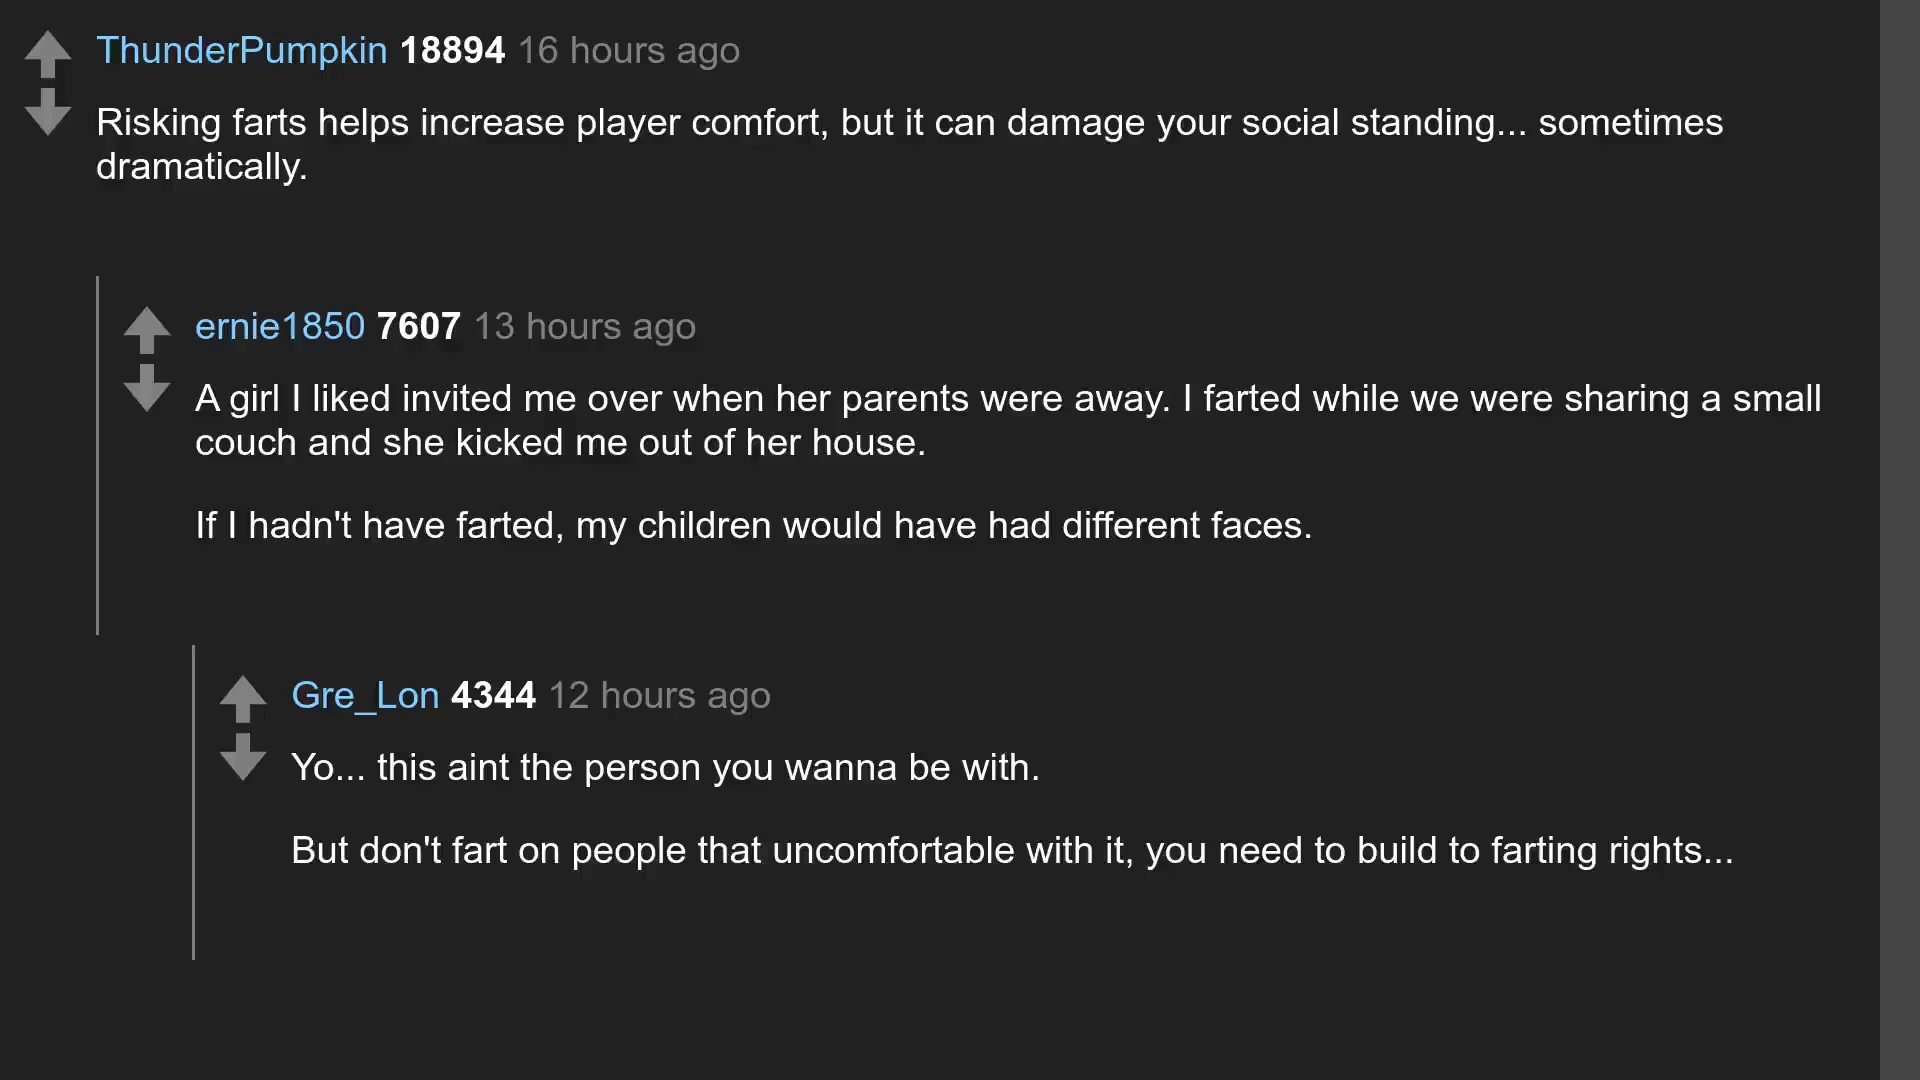 ThunderPumpkin 18894 16 hours ago
Risking farts helps increase player comfort, but it can damage your social standing... sometimes
dramatically.
ernie1850 7607 13 hours ago
A girl I liked invited me over when her parents were away. I farted while we were sharing a small
couch and she kicked me out of her house.
If I hadn't have farted, my children would have had different faces.
Gre_Lon 4344 12 hours ago
Yo... this aint the person you wanna be with.
But don't fart on people that uncomfortable with it, you need to build to farting rights...